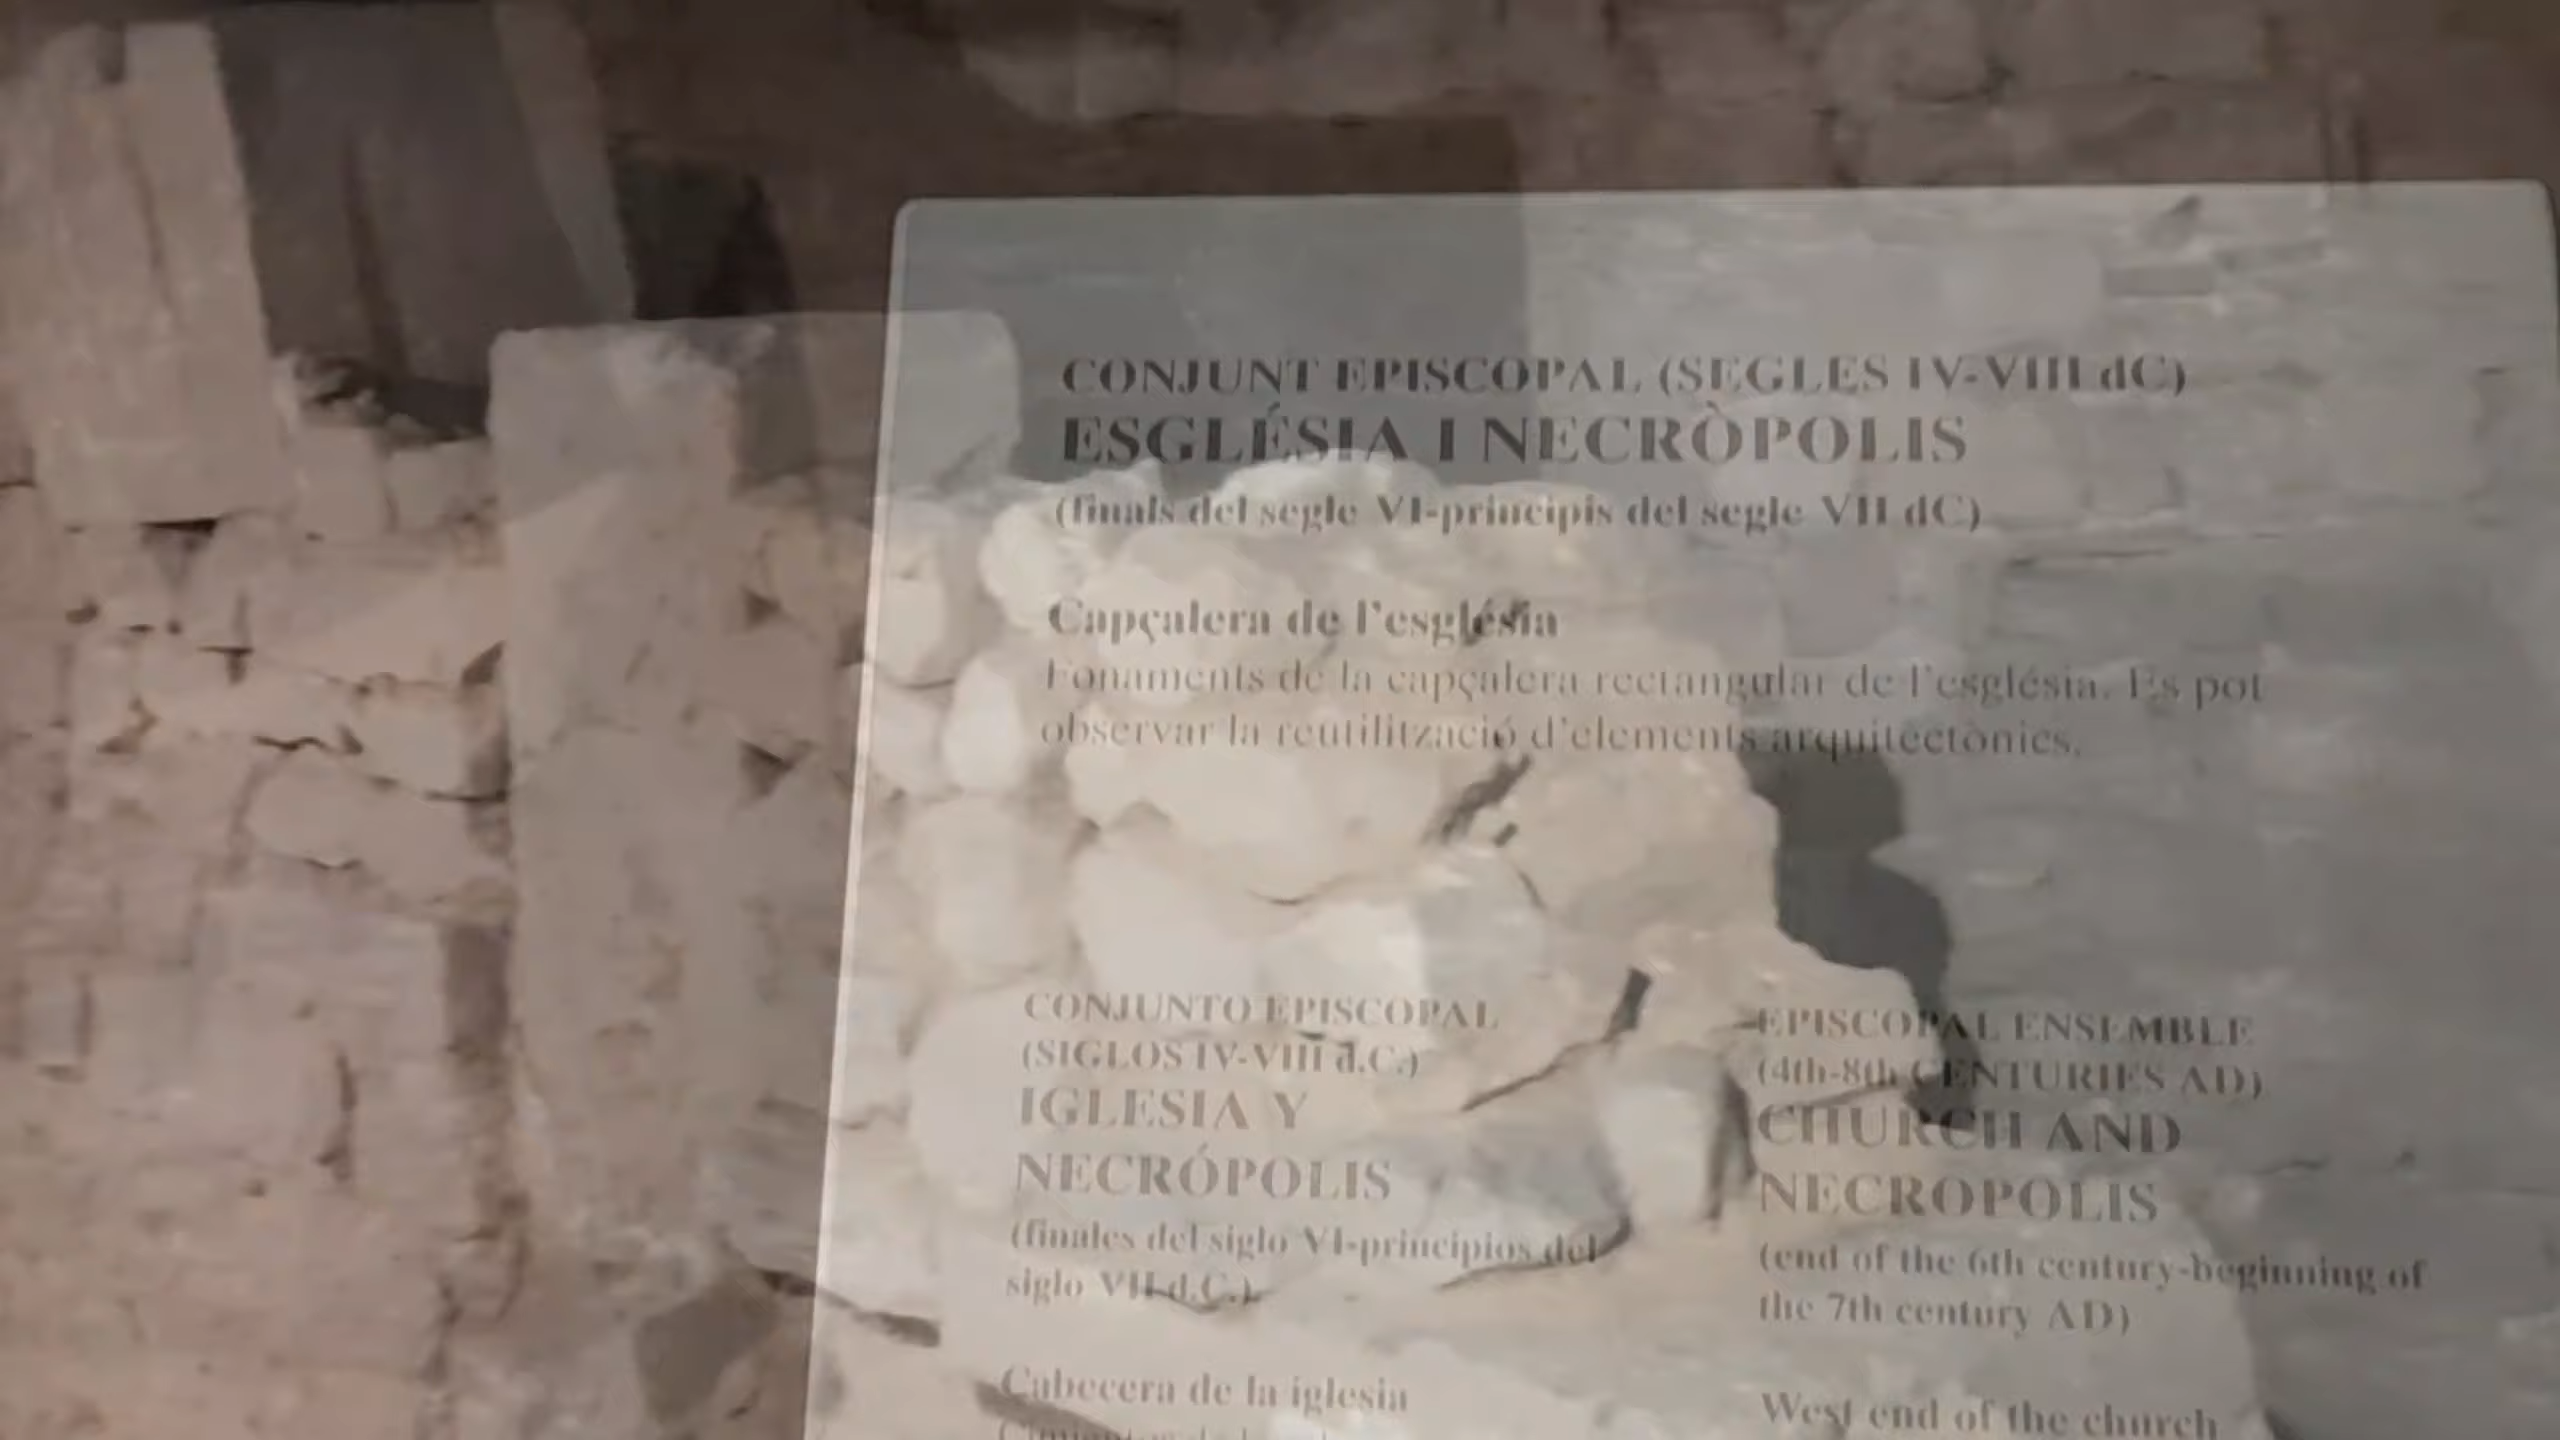 CONJUNT EPISCOPAL (SEGLES IV-VIII dC)
ESGLÉSIA I NECRÒPOLIS
(finals del segle VI-principis del segle VII dC)
Capçalera de l'església
Fonaments de la capçalera rectangular de l'església. Es pot
observar la reutilització d'elements arquitectònics.
CONJUNTO EPISCOPAL
(SIGLOS IV-VIII d.C.)
IGLESIA Y
NECRÓPOLIS
(finales del siglo VI-principios del
siglo VII d.C.)
Cabecera de la iglesia
EPISCOPAL ENSEMBLE
(4th-8th CENTURIES AD)
CHURCH AND
NECROPOLIS
(end of the 6th century-beginning of
the 7th century AD)
West end of the church